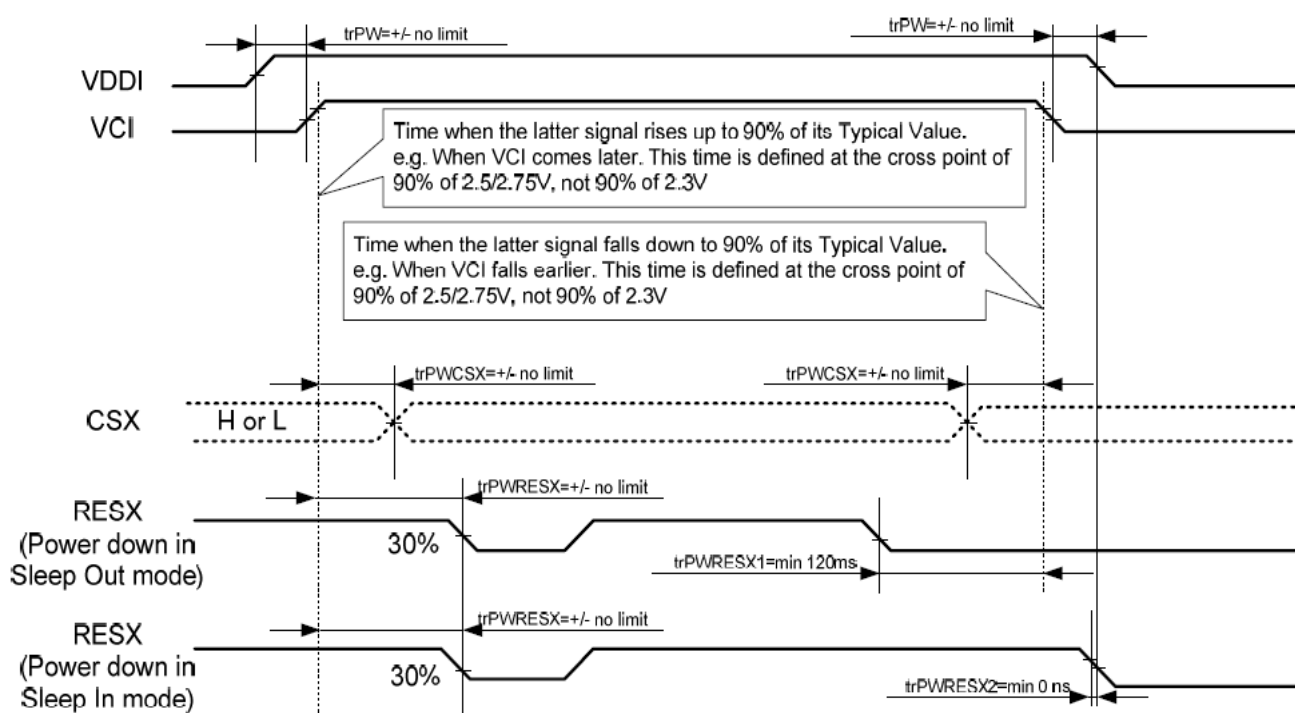 trPW=+/- no limit
trPW=+/- no limit
VDDI
VCI
Time when the latter signal rises up to 90% of its Typical Value.
e.g. When VCI comes later. This time is defined at the cross point of
90% of 2.5/2.75V, not 90% of 2.3V
Time when the latter signal falls down to 90% of its Typical Value.
e.g. When VCI falls earlier. This time is defined at the cross point of
90% of 2.5/2.75V, not 90% of 2.3V
trPWCSX=+/- no limit
trPWCSX=+/- no limit
CSX
H or L
trPWRESX=+/- no limit
RESX
(Power down in
Sleep Out mode)
30%
trPWRESX1=min 120ms
trPWRESX=+/- no limit
RESX
(Power down in
Sleep In mode)
30%
trPWRESX2=min 0 ns